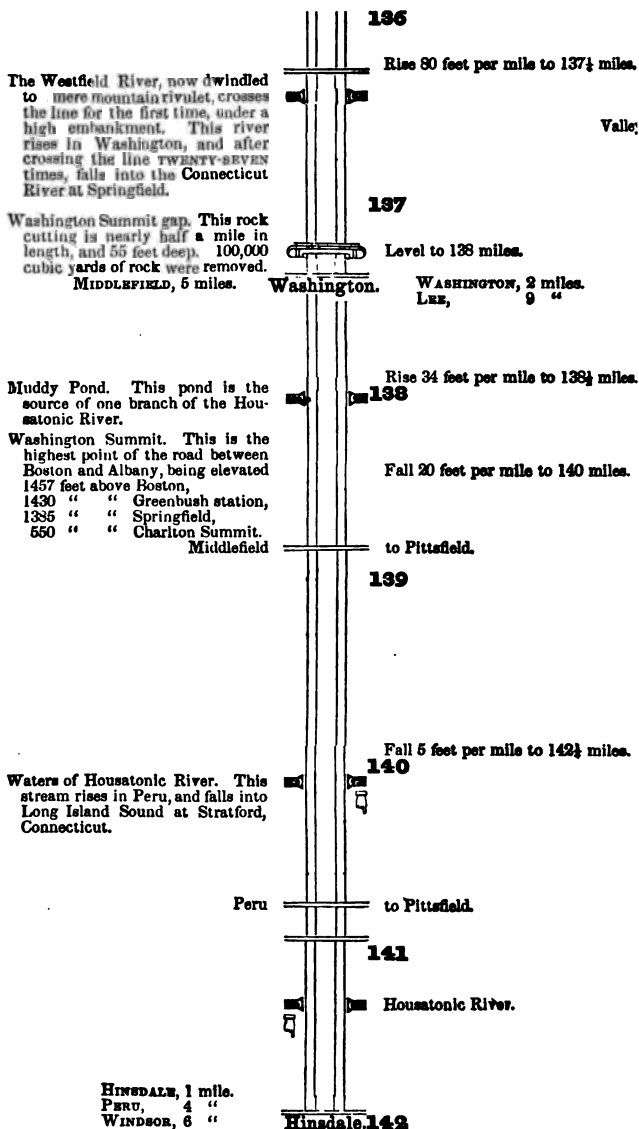 136
Rise 80 feet per mile to 137¼ miles.
The Westfield River, now dwindled
to mere mountain rivulet, crosses
the line for the first time, under a
high embankment. This river
rises in Washington, and after
crossing the line TWENTY-SEVEN
times, falls into the Connecticut
River at Springfield.
Valle
137
Washington Summit gap. This rock
cutting is nearly half a mile in
length, and 55 feet deep. 100,000
cubic yards of rock were removed.
Level to 138 miles.
MIDDLEFIELD, 5 miles.
Washington.
WASHINGTON, 2 miles.
LEE, 9 “
Rise 34 feet per mile to 138½ miles.
138
Muddy Pond. This pond is the
source of one branch of the Hou-
satonic River.
Washington Summit. This is the
highest point of the road between
Boston and Albany, being elevated
1457 feet above Boston,
1430 “ “ Greenbush station,
1385 “ “ Springfield,
550 “ “ Charlton Summit.
Fall 20 feet per mile to 140 miles.
Middlefield to Pittsfield.
139
Fall 5 feet per mile to 142½ miles.
140
Waters of Housatonic River. This
stream rises in Peru, and falls into
Long Island Sound at Stratford,
Connecticut.
Peru to Pittsfield.
141
Housatonic River.
HINSDALE, 1 mile.
PERU, 4 “
WINDSOR, 6 “
Hinsdale. 142